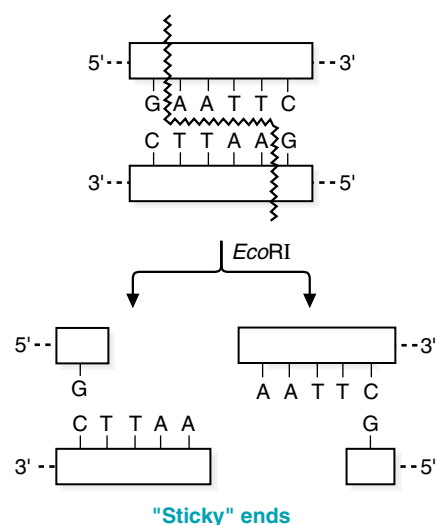 5' 3'
G A A T T C
C T T A A G
3' 5'
EcoRI
5' 3'
G A A T T C
C T T A A G
3' 5'
"Sticky" ends